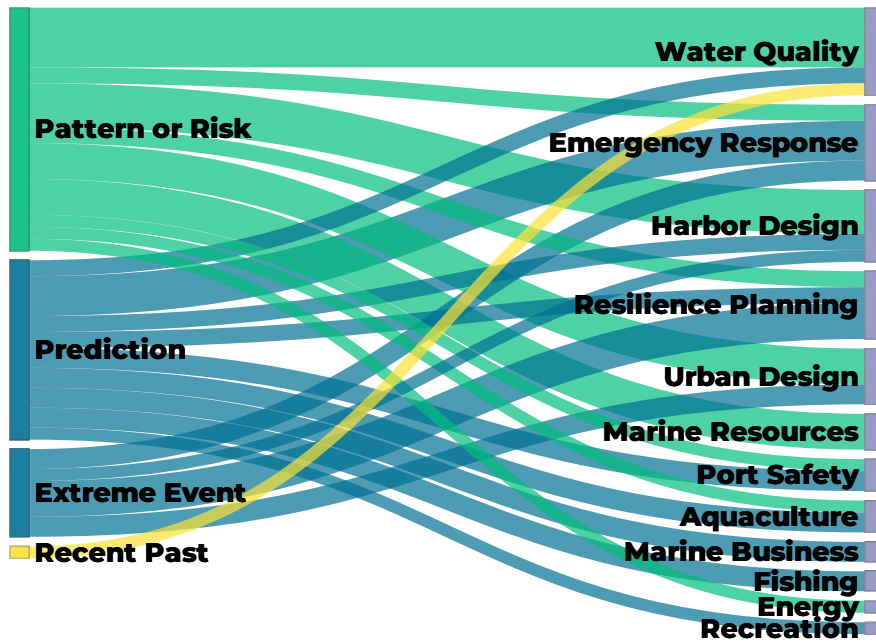 Pattern or Risk
Prediction
Extreme Event
Recent Past
Water Quality
Emergency Response
Harbor Design
Resilience Planning
Urban Design
Marine Resources
Port Safety
Aquaculture
Marine Business
Fishing
Energy
Recreation